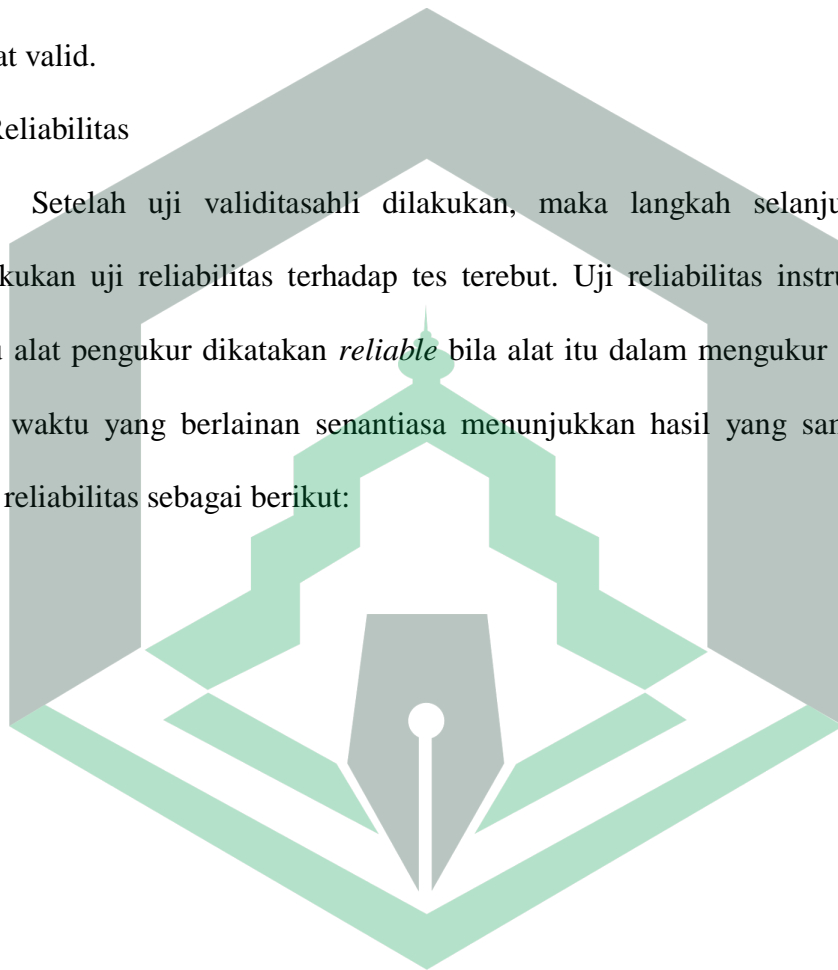 at valid.
Reliabilitas
Setelah uji validitasahli dilakukan, maka langkah selanju
kukan uji reliabilitas terhadap tes terebut. Uji reliabilitas instru
alat pengukur dikatakan reliable bila alat itu dalam mengukur
waktu yang berlainan senantiasa menunjukkan hasil yang sam
reliabilitas sebagai berikut: